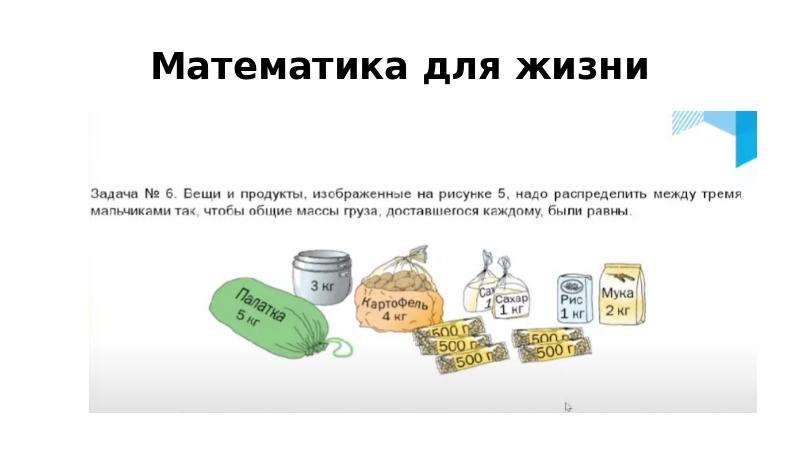 Математика для жизни
Задача № 6. Вещи и продукты, изображенные на рисунке 5, надо распределить между тремя
мальчиками так, чтобы общие массы груза, доставшегося каждому, были равны.
Палатка
5 кг
3 кг
Картофель
4 кг
Сах
1
Сахар
1 кг
Рис
1 кг
Мука
2 кг
500 г
500 г
500 г
500 г
500 г